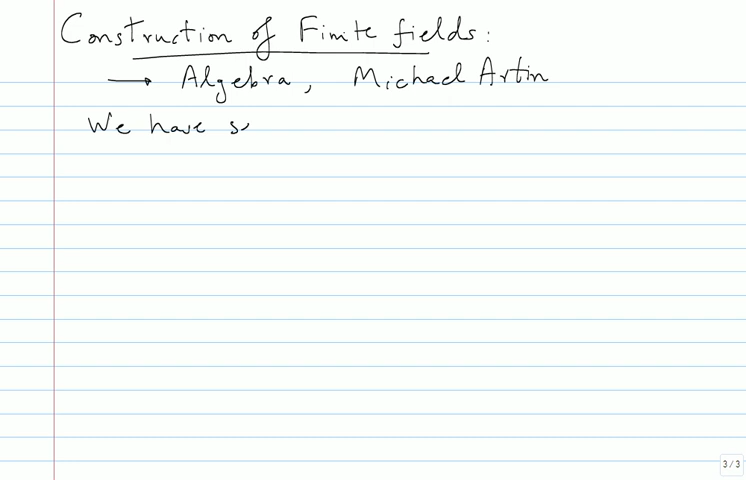 Construction of Finite fields:
→ Algebra, Michael Artin
We have s
3/3